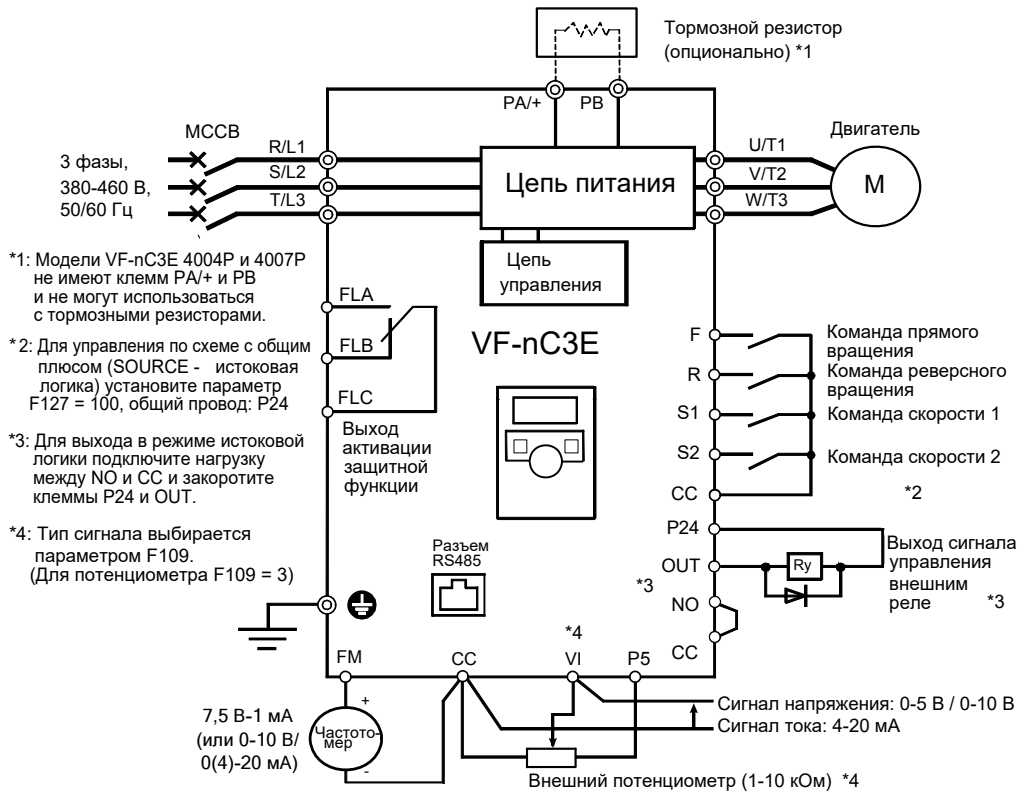 Тормозной резистор
(опционально) *1
PA/+
PB
MCCB
3 фазы,
380-460 В,
50/60 Гц
R/L1
S/L2
T/L3
Цепь питания
U/T1
V/T2
W/T3
Двигатель
M
Цепь
управления
*1: Модели VF-nC3E 4004P и 4007P
не имеют клемм PA/+ и PB
и не могут использоваться
с тормозными резисторами.
*2: Для управления по схеме с общим
плюсом (SOURCE - истоковая
логика) установите параметр
F127 = 100, общий провод: P24
*3: Для выхода в режиме истоковой
логики подключите нагрузку
между NO и CC и закоротите
клеммы P24 и OUT.
*4: Тип сигнала выбирается
параметром F109.
(Для потенциометра F109 = 3)
FLA
FLB
FLC
Выход
активации
защитной
функции
VF-nC3E
Разъем
RS485
F
Команда прямого
вращения
R
Команда реверсного
вращения
S1
Команда скорости 1
S2
Команда скорости 2
CC
*2
P24
OUT
Ry
Выход сигнала
управления
внешним
реле *3
*3
NO
CC
FM
CC
*4
VI
P5
+
-
7,5 В-1 мА
(или 0-10 В/
0(4)-20 мА)
Частото-
мер
Сигнал напряжения: 0-5 В / 0-10 В
Сигнал тока: 4-20 мА
Внешний потенциометр (1-10 кОм) *4